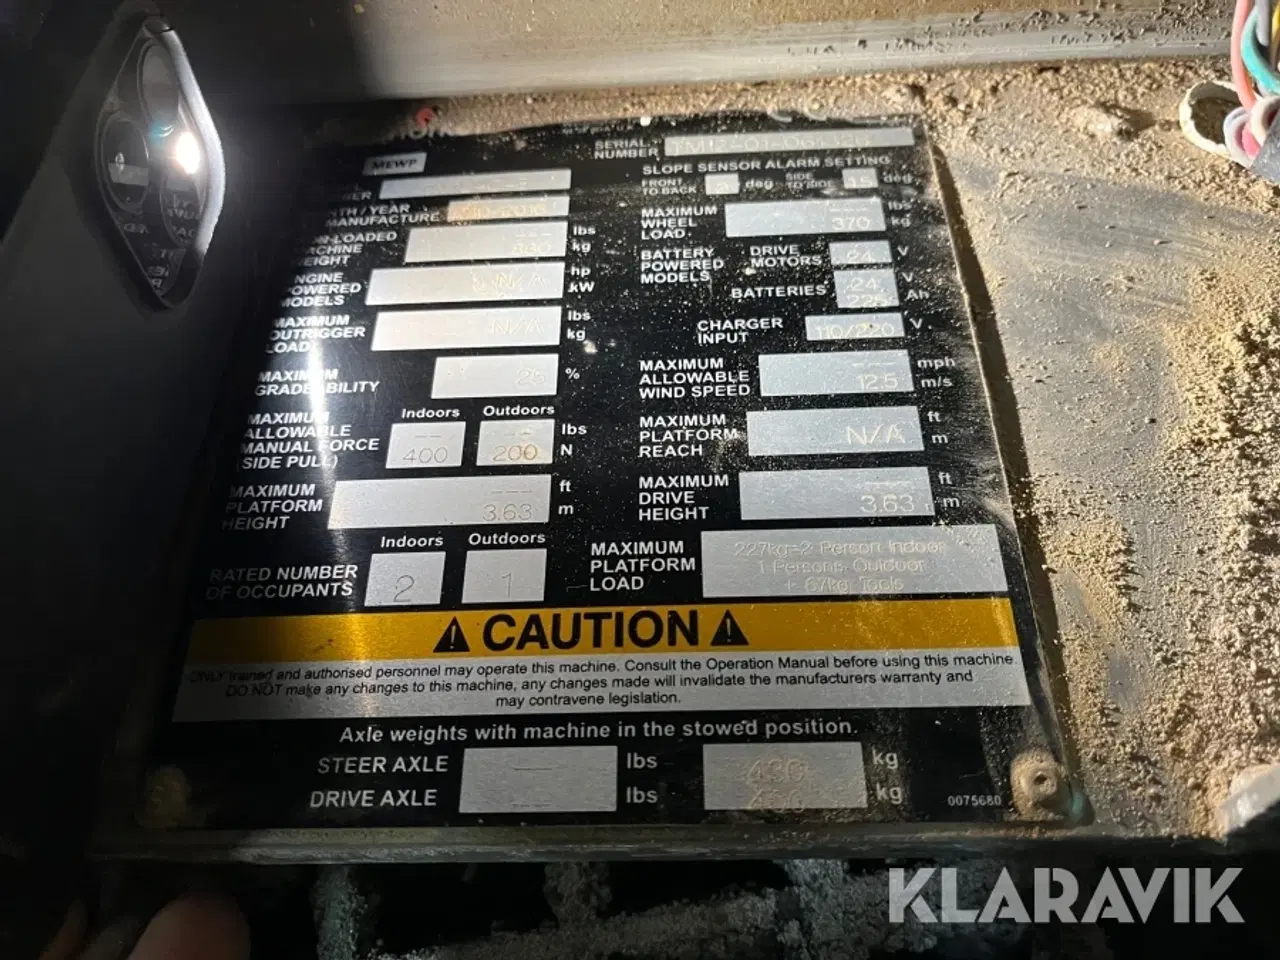 MEWP
SERIAL NUMBER
SLOPE SENSOR ALARM SETTING
FRONT TO BACK deg SIDE TO SIDE 1.5 deg
MANUFACTURE
MAXIMUM WHEEL LOAD --- lbs
370 kg
--- lbs
kg
BATTERY POWERED MODELS
DRIVE MOTORS 24 V
BATTERIES 24 V
225 Ah
POWERED MODELS N/A hp
kW
MAXIMUM OUTRIGGER LOAD N/A lbs
kg
CHARGER INPUT 110/220 V
MAXIMUM GRADEABILITY 25 %
MAXIMUM ALLOWABLE WIND SPEED --- mph
12.5 m/s
Indoors Outdoors
MAXIMUM ALLOWABLE MANUAL FORCE (SIDE PULL) -- -- lbs
400 200 N
MAXIMUM PLATFORM REACH N/A ft
m
MAXIMUM PLATFORM HEIGHT --- ft
3.63 m
MAXIMUM DRIVE HEIGHT --- ft
3.63 m
Indoors Outdoors
RATED NUMBER OF OCCUPANTS 2 1
MAXIMUM PLATFORM LOAD
227kg=2 Person Indoor
1 Persons Outdoor
+ 67kg Tools
CAUTION
ONLY trained and authorised personnel may operate this machine. Consult the Operation Manual before using this machine.
DO NOT make any changes to this machine, any changes made will invalidate the manufacturers warranty and
may contravene legislation.
Axle weights with machine in the stowed position.
STEER AXLE --- lbs kg
DRIVE AXLE lbs kg
0075680
KLARAVIK